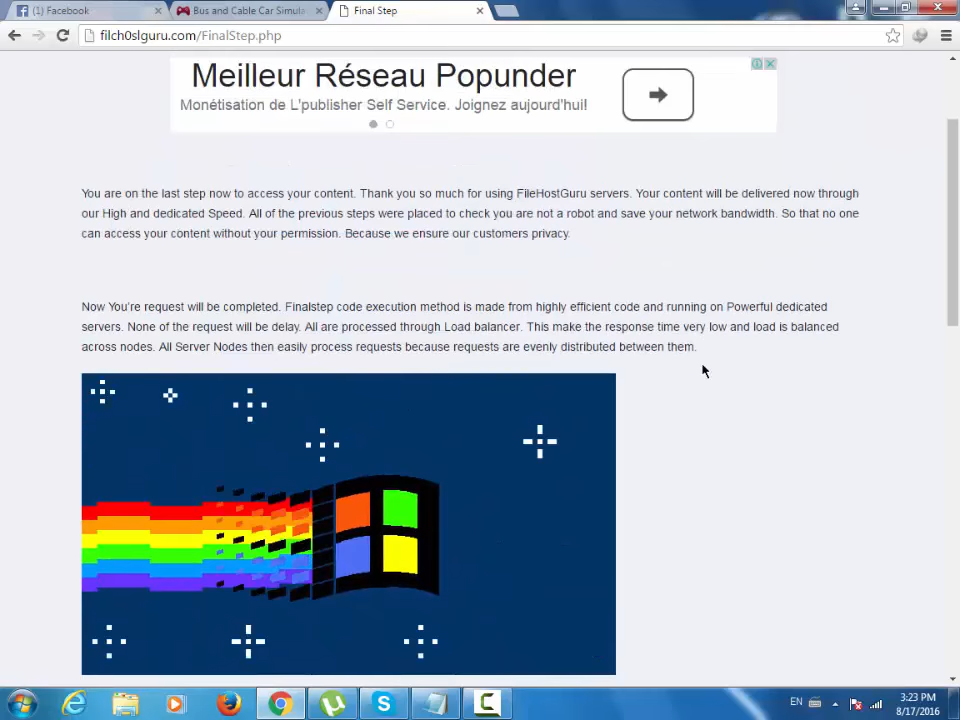 (1) Facebook
Bus and Cable Car Simula
Final Step
filch0slguru.com/FinalStep.php
Meilleur Réseau Popunder
Monétisation de L'publisher Self Service. Joignez aujourd'hui!
You are on the last step now to access your content. Thank you so much for using FileHostGuru servers. Your content will be delivered now through
our High and dedicated Speed. All of the previous steps were placed to check you are not a robot and save your network bandwidth. So that no one
can access your content without your permission. Because we ensure our customers privacy.
Now You're request will be completed. Finalstep code execution method is made from highly efficient code and running on Powerful dedicated
servers. None of the request will be delay. All are processed through Load balancer. This make the response time very low and load is balanced
across nodes. All Server Nodes then easily process requests because requests are evenly distributed between them.
EN
3:23 PM
8/17/2016